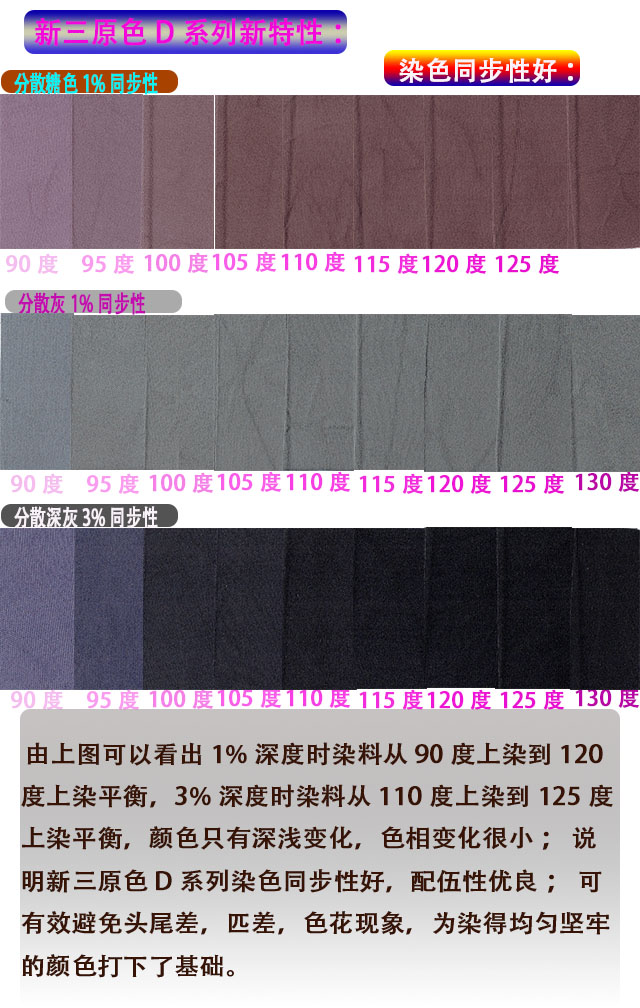 新三原色 D 系列新特性：
染色同步性好：
分散糖色 1% 同步性
90 度 95 度 100 度 105 度 110 度 115 度 120 度 125 度
分散灰 1% 同步性
90 度 95 度 100 度 105 度 110 度 115 度 120 度 125 度 130 度
分散深灰 3% 同步性
90 度 95 度 100 度 105 度 110 度 115 度 120 度 125 度 130 度
由上图可以看出 1% 深度时染料从 90 度上染到 120
度上染平衡，3% 深度时染料从 110 度上染到 125 度
上染平衡，颜色只有深浅变化，色相变化很小； 说
明新三原色 D 系列染色同步性好，配伍性优良； 可
有效避免头尾差，匹差，色花现象，为染得均匀坚牢
的颜色打下了基础。